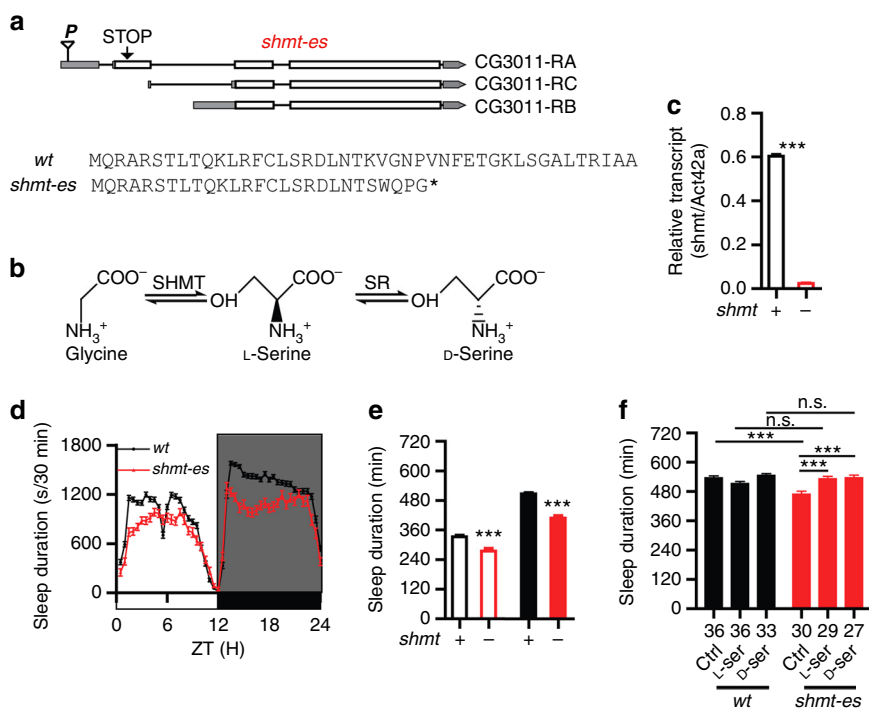 a
P
STOP
shmt-es
CG3011-RA
CG3011-RC
CG3011-RB
wt MQRARSTLTQKLRFCLSRDLNTKVGNPVNFETGKLSGALTRIAA
shmt-es MQRARSTLTQKLRFCLSRDLNTSWQPG*
b
COO⁻
NH₃⁺
Glycine
SHMT
COO⁻
OH
NH₃⁺
L-Serine
SR
COO⁻
OH
NH₃⁺
D-Serine
c
Relative transcript
(shmt/Act42a)
0.8
0.6
0.4
0.2
0.0
***
shmt + −
d
Sleep duration (s/30 min)
1800
1200
600
0
wt
shmt-es
0 6 12 18 24
ZT (H)
e
Sleep duration (min)
720
600
480
360
240
120
0
***
***
shmt + − + −
f
Sleep duration (min)
720
600
480
360
240
120
0
n.s.
n.s.
***
***
***
36 36 33 30 29 27
Ctrl L-ser D-ser Ctrl L-ser D-ser
wt shmt-es